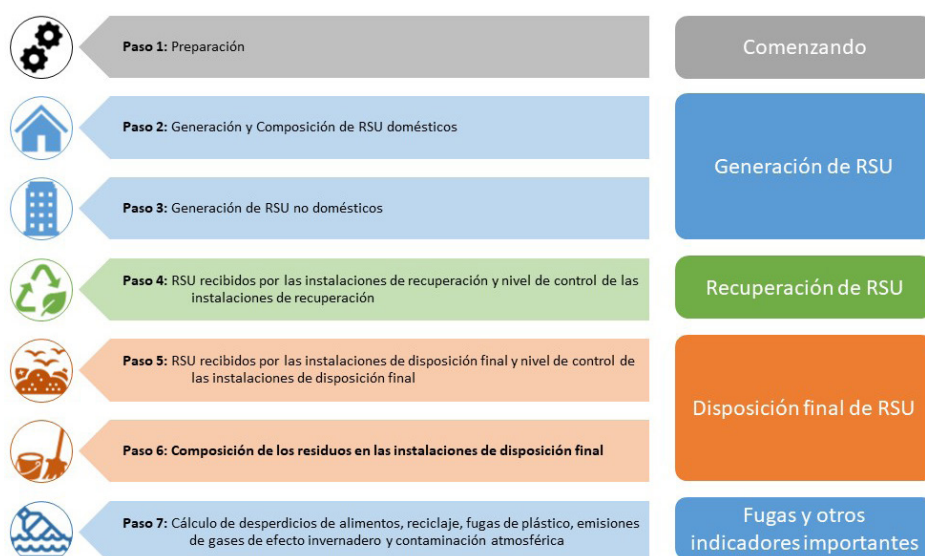 Paso 1: Preparación
Comenzando
Paso 2: Generación y Composición de RSU domésticos
Generación de RSU
Paso 3: Generación de RSU no domésticos
Paso 4: RSU recibidos por las instalaciones de recuperación y nivel de control de las
instalaciones de recuperación
Recuperación de RSU
Paso 5: RSU recibidos por las instalaciones de disposición final y nivel de control de
las instalaciones de disposición final
Disposición final de RSU
Paso 6: Composición de los residuos en las instalaciones de disposición final
Paso 7: Cálculo de desperdicios de alimentos, reciclaje, fugas de plástico, emisiones
de gases de efecto invernadero y contaminación atmosférica
Fugas y otros
indicadores importantes